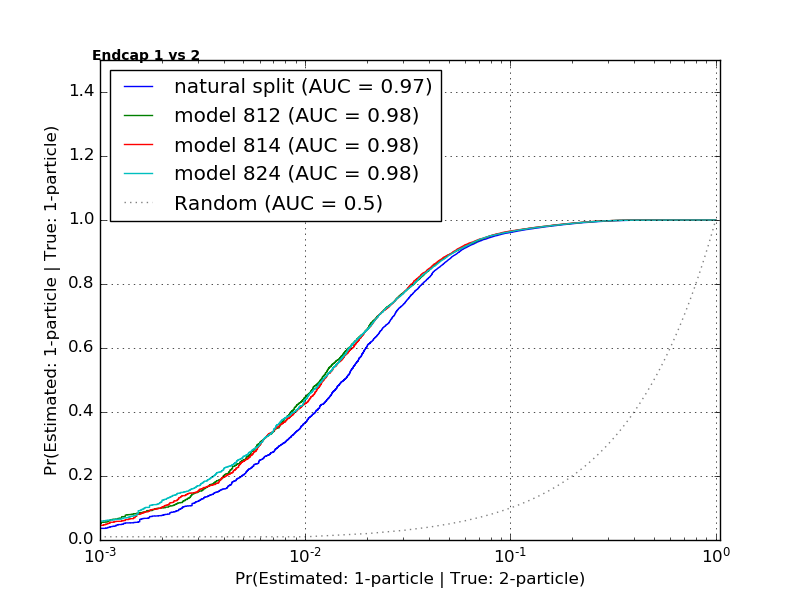 Endcap 1 vs 2
natural split (AUC = 0.97)
model 812 (AUC = 0.98)
model 814 (AUC = 0.98)
model 824 (AUC = 0.98)
Random (AUC = 0.5)
Pr(Estimated: 1-particle | True: 1-particle)
1.4
1.2
1.0
0.8
0.6
0.4
0.2
0.0
10⁻³
10⁻²
10⁻¹
10⁰
Pr(Estimated: 1-particle | True: 2-particle)